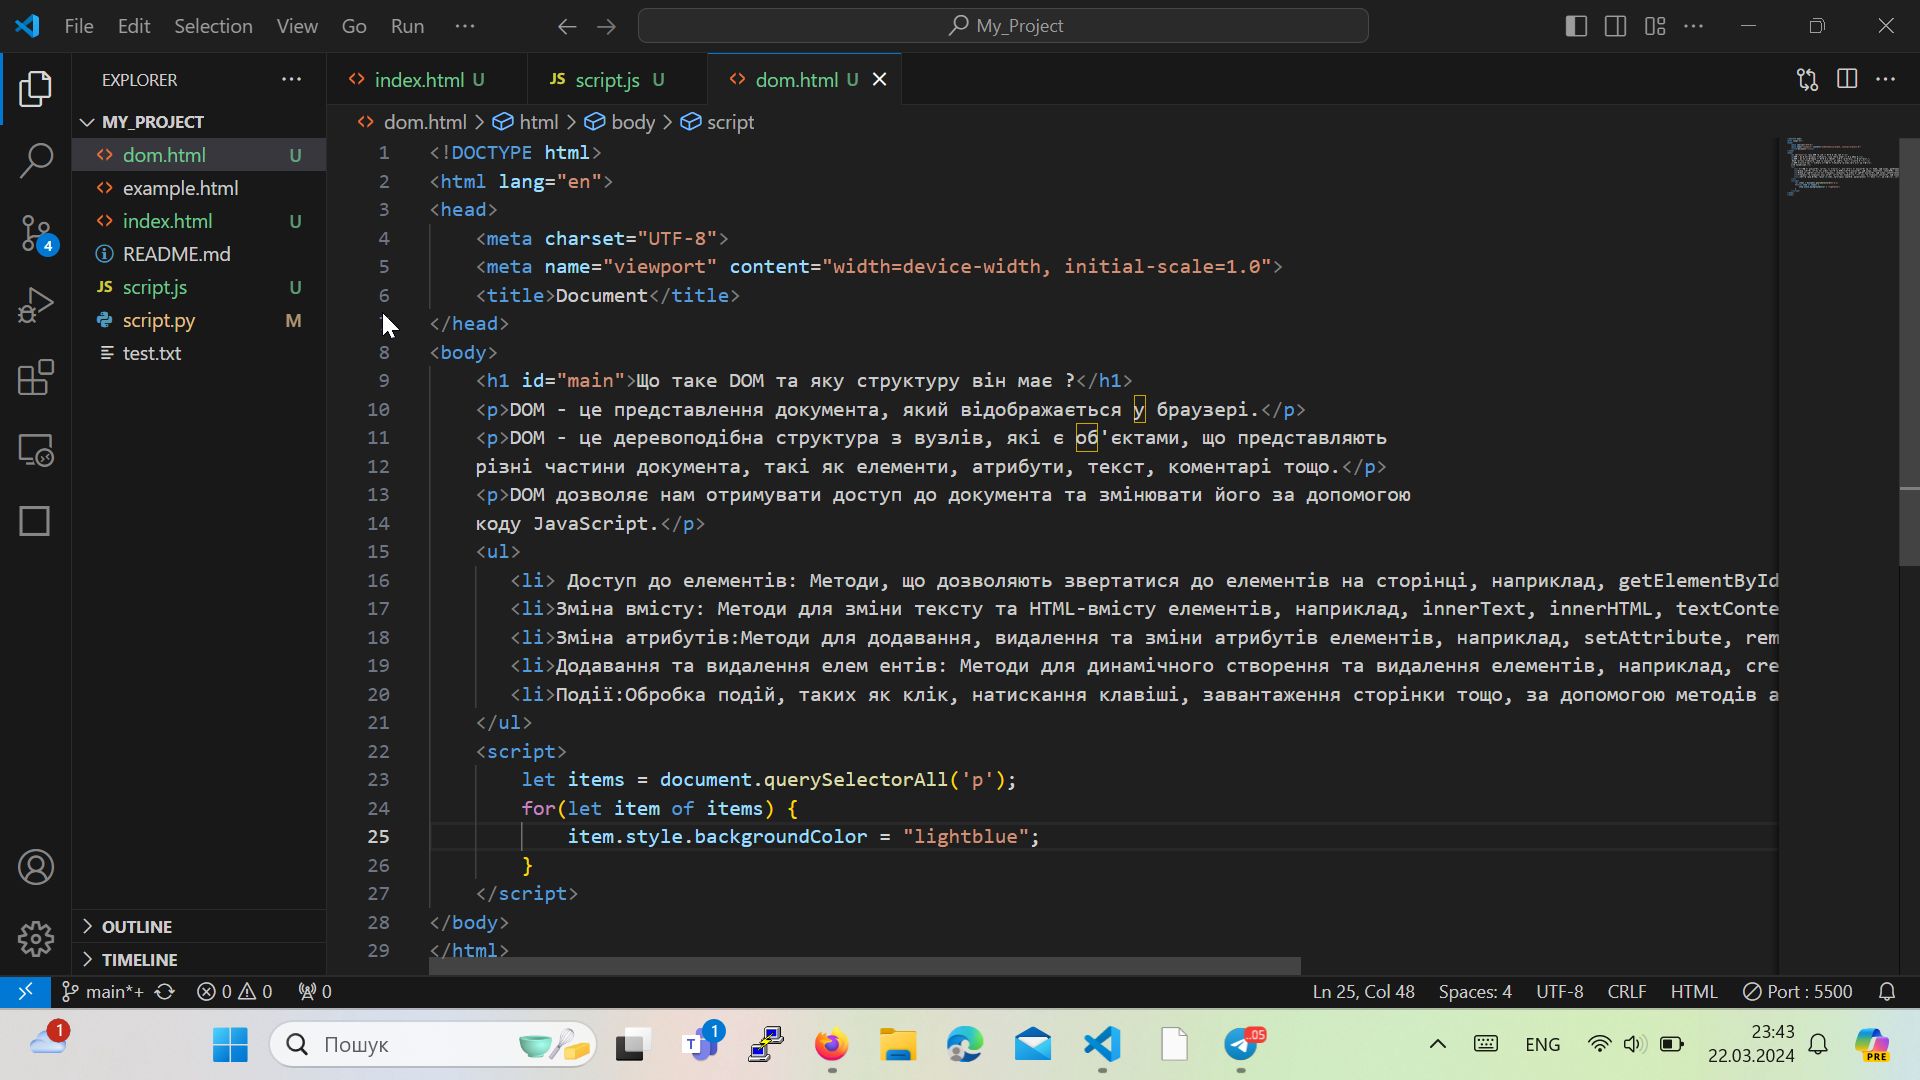 File Edit Selection View Go Run ··· My_Project
EXPLORER ···
index.html U
JS script.js U
dom.html U
MY_PROJECT
dom.html U
example.html
index.html U
README.md
JS script.js U
script.py M
test.txt
4
OUTLINE
TIMELINE
dom.html > html > body > script
1 <!DOCTYPE html>
2 <html lang="en">
3 <head>
4 <meta charset="UTF-8">
5 <meta name="viewport" content="width=device-width, initial-scale=1.0">
6 <title>Document</title>
</head>
8 <body>
9 <h1 id="main">Що таке DOM та яку структуру він має ?</h1>
10 <p>DOM - це представлення документа, який відображається у браузері.</p>
11 <p>DOM - це деревоподібна структура з вузлів, які є об'єктами, що представляють
12 різні частини документа, такі як елементи, атрибути, текст, коментарі тощо.</p>
13 <p>DOM дозволяє нам отримувати доступ до документа та змінювати його за допомогою
14 коду JavaScript.</p>
15 <ul>
16 <li> Доступ до елементів: Методи, що дозволяють звертатися до елементів на сторінці, наприклад, getElementById
17 <li>Зміна вмісту: Методи для зміни тексту та HTML-вмісту елементів, наприклад, innerText, innerHTML, textConte
18 <li>Зміна атрибутів:Методи для додавання, видалення та зміни атрибутів елементів, наприклад, setAttribute, rem
19 <li>Додавання та видалення елем ентів: Методи для динамічного створення та видалення елементів, наприклад, cre
20 <li>Події:Обробка подій, таких як клік, натискання клавіші, завантаження сторінки тощо, за допомогою методів a
21 </ul>
22 <script>
23 let items = document.querySelectorAll('p');
24 for(let item of items) {
25 item.style.backgroundColor = "lightblue";
26 }
27 </script>
28 </body>
29 </html>
main*+ 0 0 0 Ln 25, Col 48 Spaces: 4 UTF-8 CRLF HTML Port : 5500
1 Пошук T 1 .05 ENG 23:43
22.03.2024
PRE